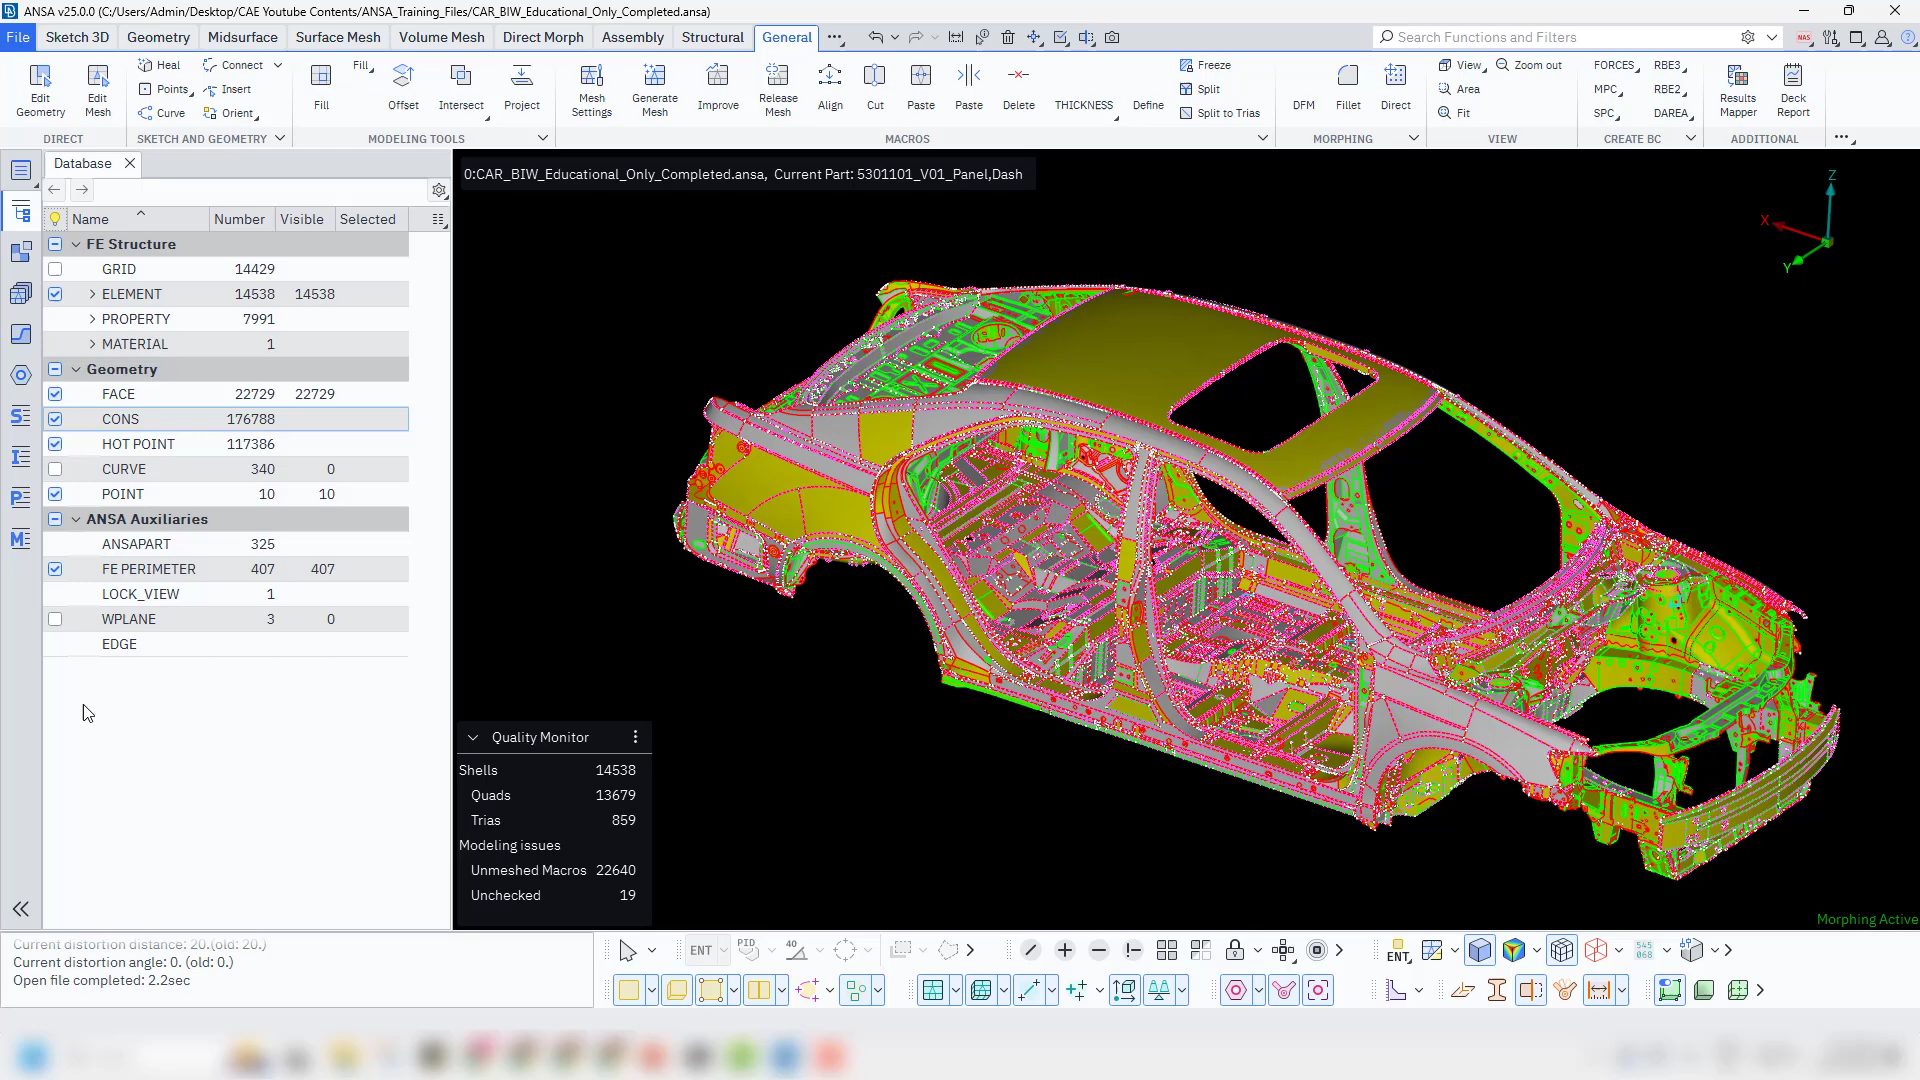 ANSA v25.0.0 (C:/Users/Admin/Desktop/CAE Youtube Contents/ANSA_Training_Files/CAR_BIW_Educational_Only_Completed.ansa)
File Sketch 3D Geometry Midsurface Surface Mesh Volume Mesh Direct Morph Assembly Structural General Search Functions and Filters NAS
Edit Geometry
Edit Mesh
DIRECT
Heal Connect
Points Insert
Curve Orient
SKETCH AND GEOMETRY
Fill
Fill
Offset
Intersect
Project
MODELING TOOLS
Mesh Settings
Generate Mesh
Improve
Release Mesh
Align
Cut
Paste
Paste
Delete
THICKNESS
Define
Freeze
Split
Split to Trias
MACROS
DFM
Fillet
Direct
MORPHING
View Zoom out
Area
Fit
VIEW
FORCES RBE3
MPC RBE2
SPC DAREA
CREATE BC
Results Mapper
Deck Report
ADDITIONAL
Database
Name Number Visible Selected
FE Structure
GRID 14429
ELEMENT 14538 14538
PROPERTY 7991
MATERIAL 1
Geometry
FACE 22729 22729
CONS 176788
HOT POINT 117386
CURVE 340 0
POINT 10 10
ANSA Auxiliaries
ANSAPART 325
FE PERIMETER 407 407
LOCK_VIEW 1
WPLANE 3 0
EDGE
0:CAR_BIW_Educational_Only_Completed.ansa, Current Part: 5301101_V01_Panel,Dash
Z
X
Y
Quality Monitor
Shells 14538
Quads 13679
Trias 859
Modeling issues
Unmeshed Macros 22640
Unchecked 19
Morphing Active
Current distortion distance: 20.(old: 20.)
Current distortion angle: 0. (old: 0.)
Open file completed: 2.2sec
ENT PID 40 ENT 545 068